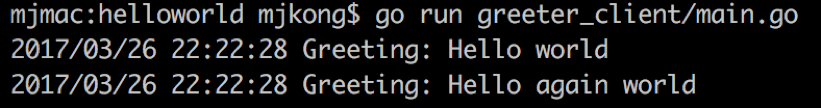 mjmac:helloworld mjkong$ go run greeter_client/main.go
2017/03/26 22:22:28 Greeting: Hello world
2017/03/26 22:22:28 Greeting: Hello again world